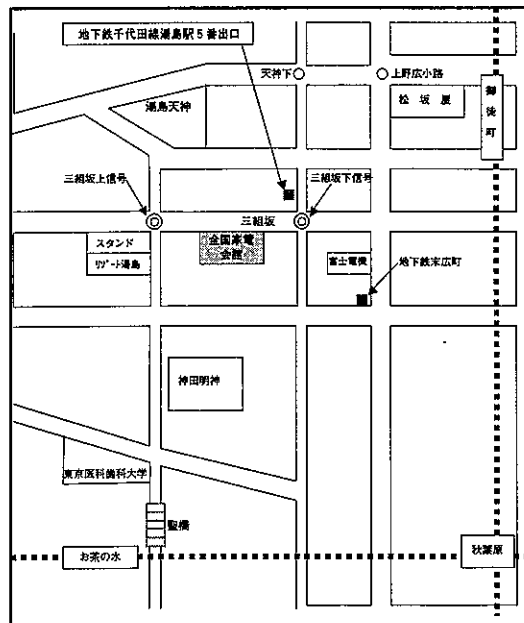 地下鉄千代田線湯島駅5番出口
天神下
上野広小路
湯島天神
松坂屋
御徒町
三組坂上信号
三組坂下信号
三組坂
スタンド
リゾート湯島
全国家電
会館
富士電機
地下鉄末広町
神田明神
東京医科歯科大学
聖橋
お茶の水
秋葉原